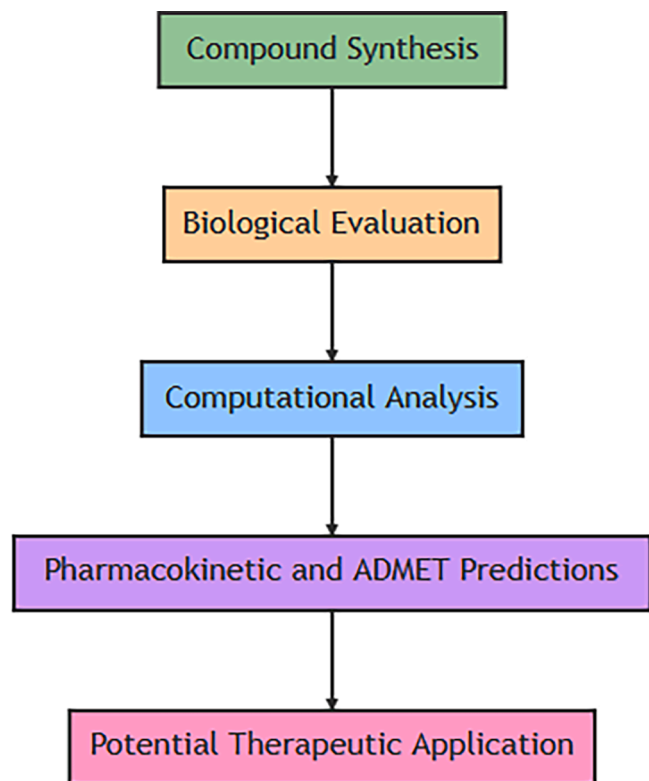 Compound Synthesis
Biological Evaluation
Computational Analysis
Pharmacokinetic and ADMET Predictions
Potential Therapeutic Application